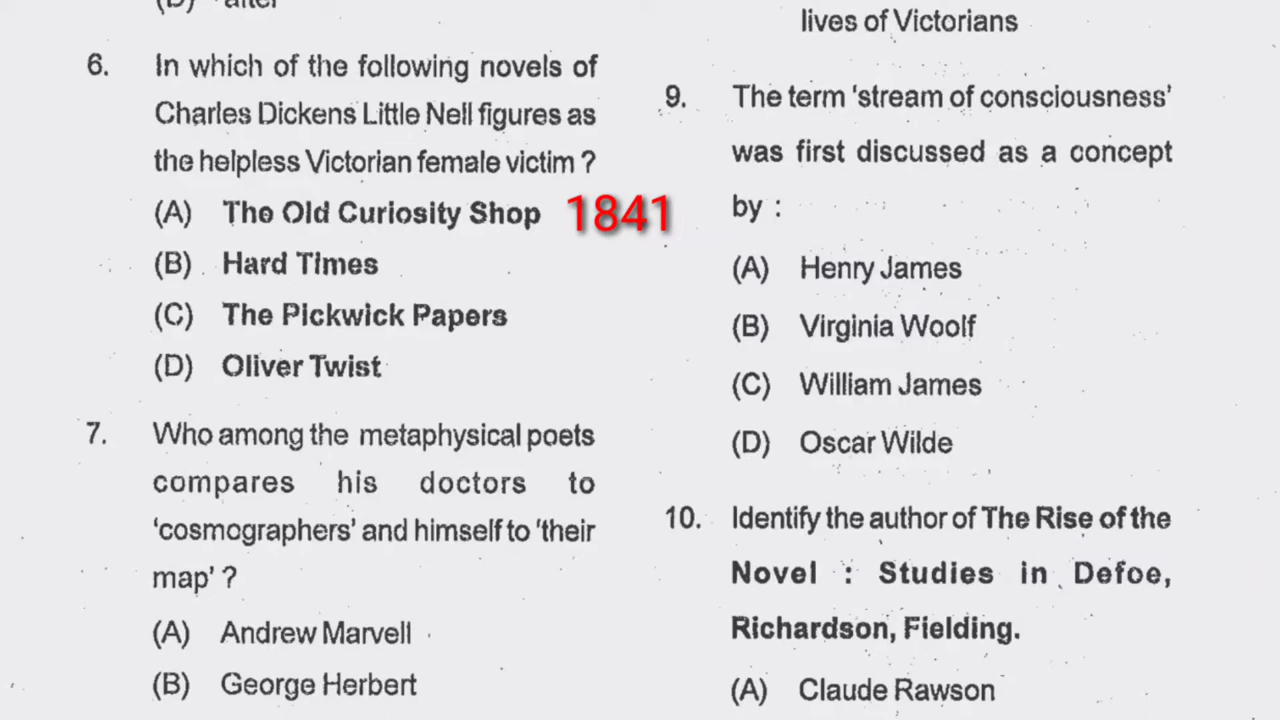 (D) after
6. In which of the following novels of
Charles Dickens Little Nell figures as
the helpless Victorian female victim ?
(A) The Old Curiosity Shop 1841
(B) Hard Times
(C) The Pickwick Papers
(D) Oliver Twist
7. Who among the metaphysical poets
compares his doctors to
'cosmographers' and himself to 'their
map' ?
(A) Andrew Marvell
(B) George Herbert
lives of Victorians
9. The term 'stream of consciousness'
was first discussed as a concept
by :
(A) Henry James
(B) Virginia Woolf
(C) William James
(D) Oscar Wilde
10. Identify the author of The Rise of the
Novel : Studies in Defoe,
Richardson, Fielding.
(A) Claude Rawson